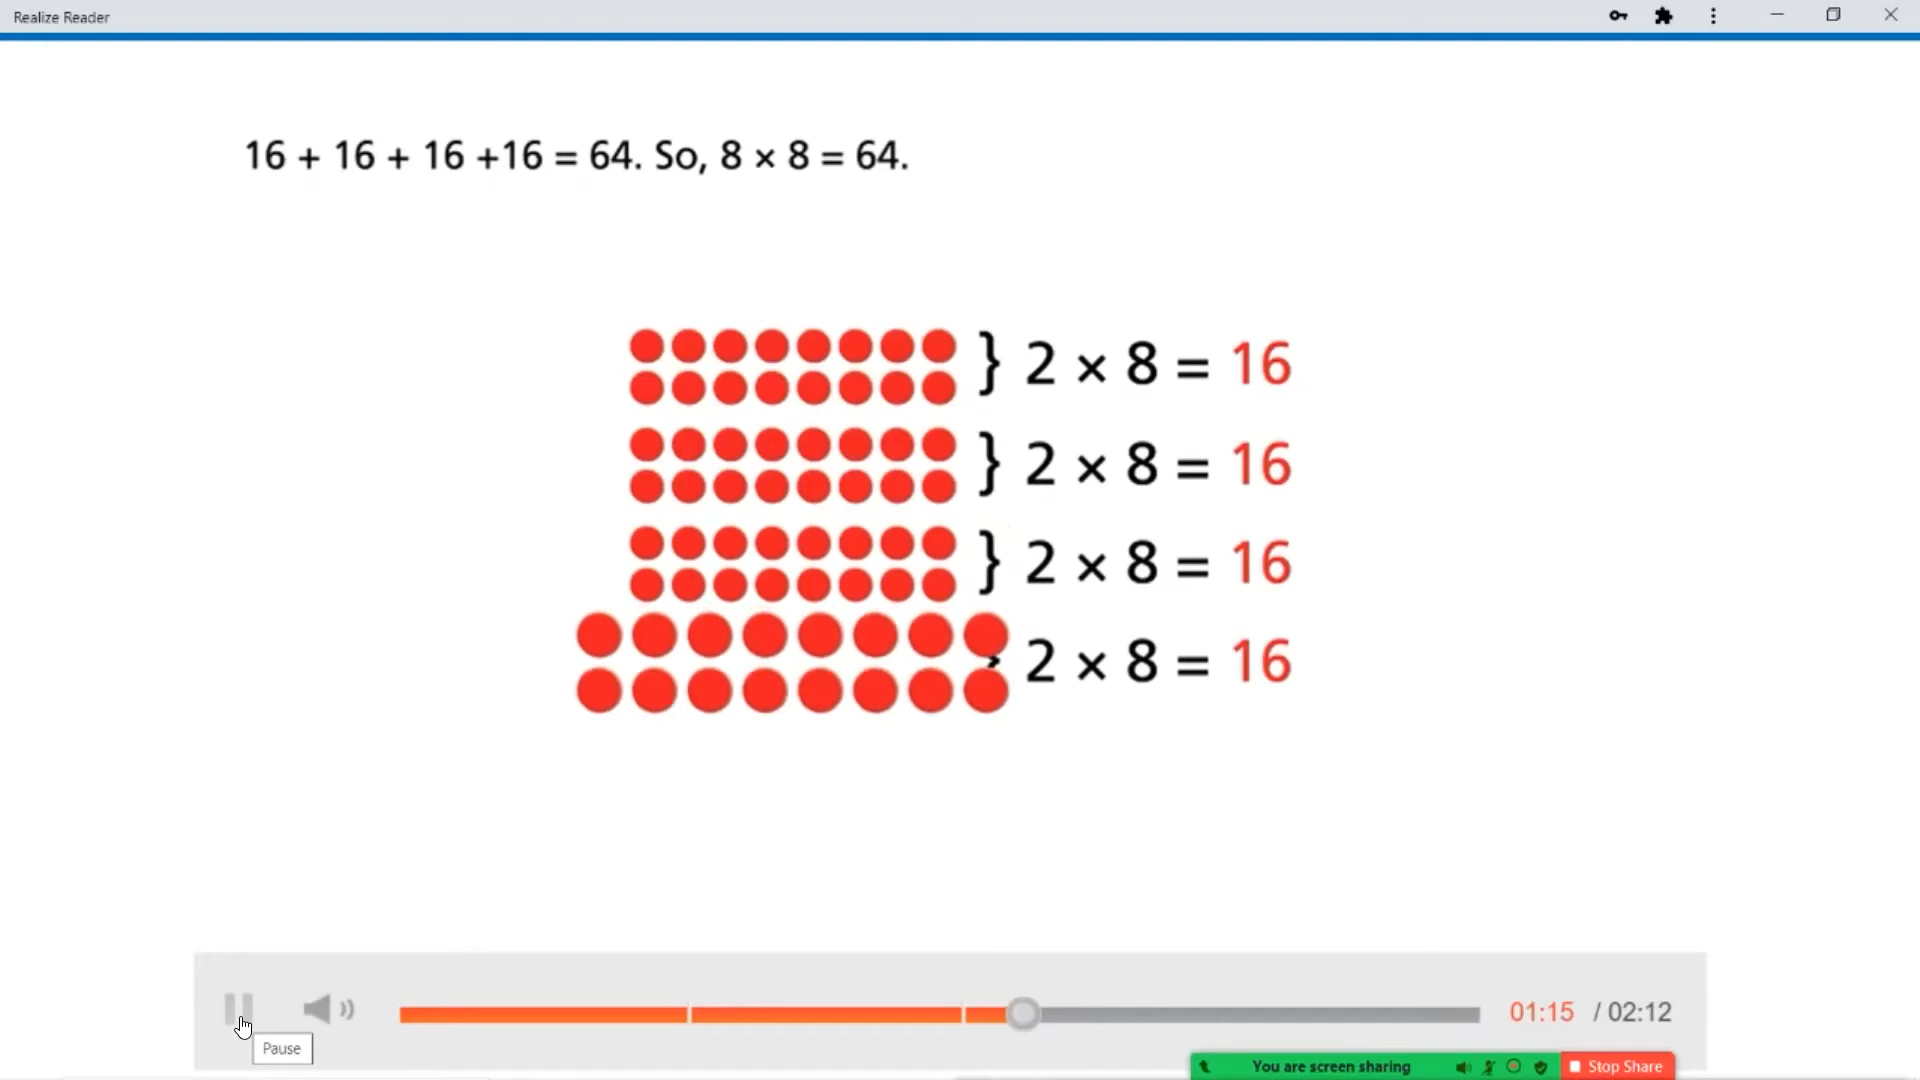 Realize Reader
16 + 16 + 16 +16 = 64. So, 8 × 8 = 64.
} 2 × 8 = 16
} 2 × 8 = 16
} 2 × 8 = 16
2 × 8 = 16
01:15 / 02:12
Pause
You are screen sharing
Stop Share